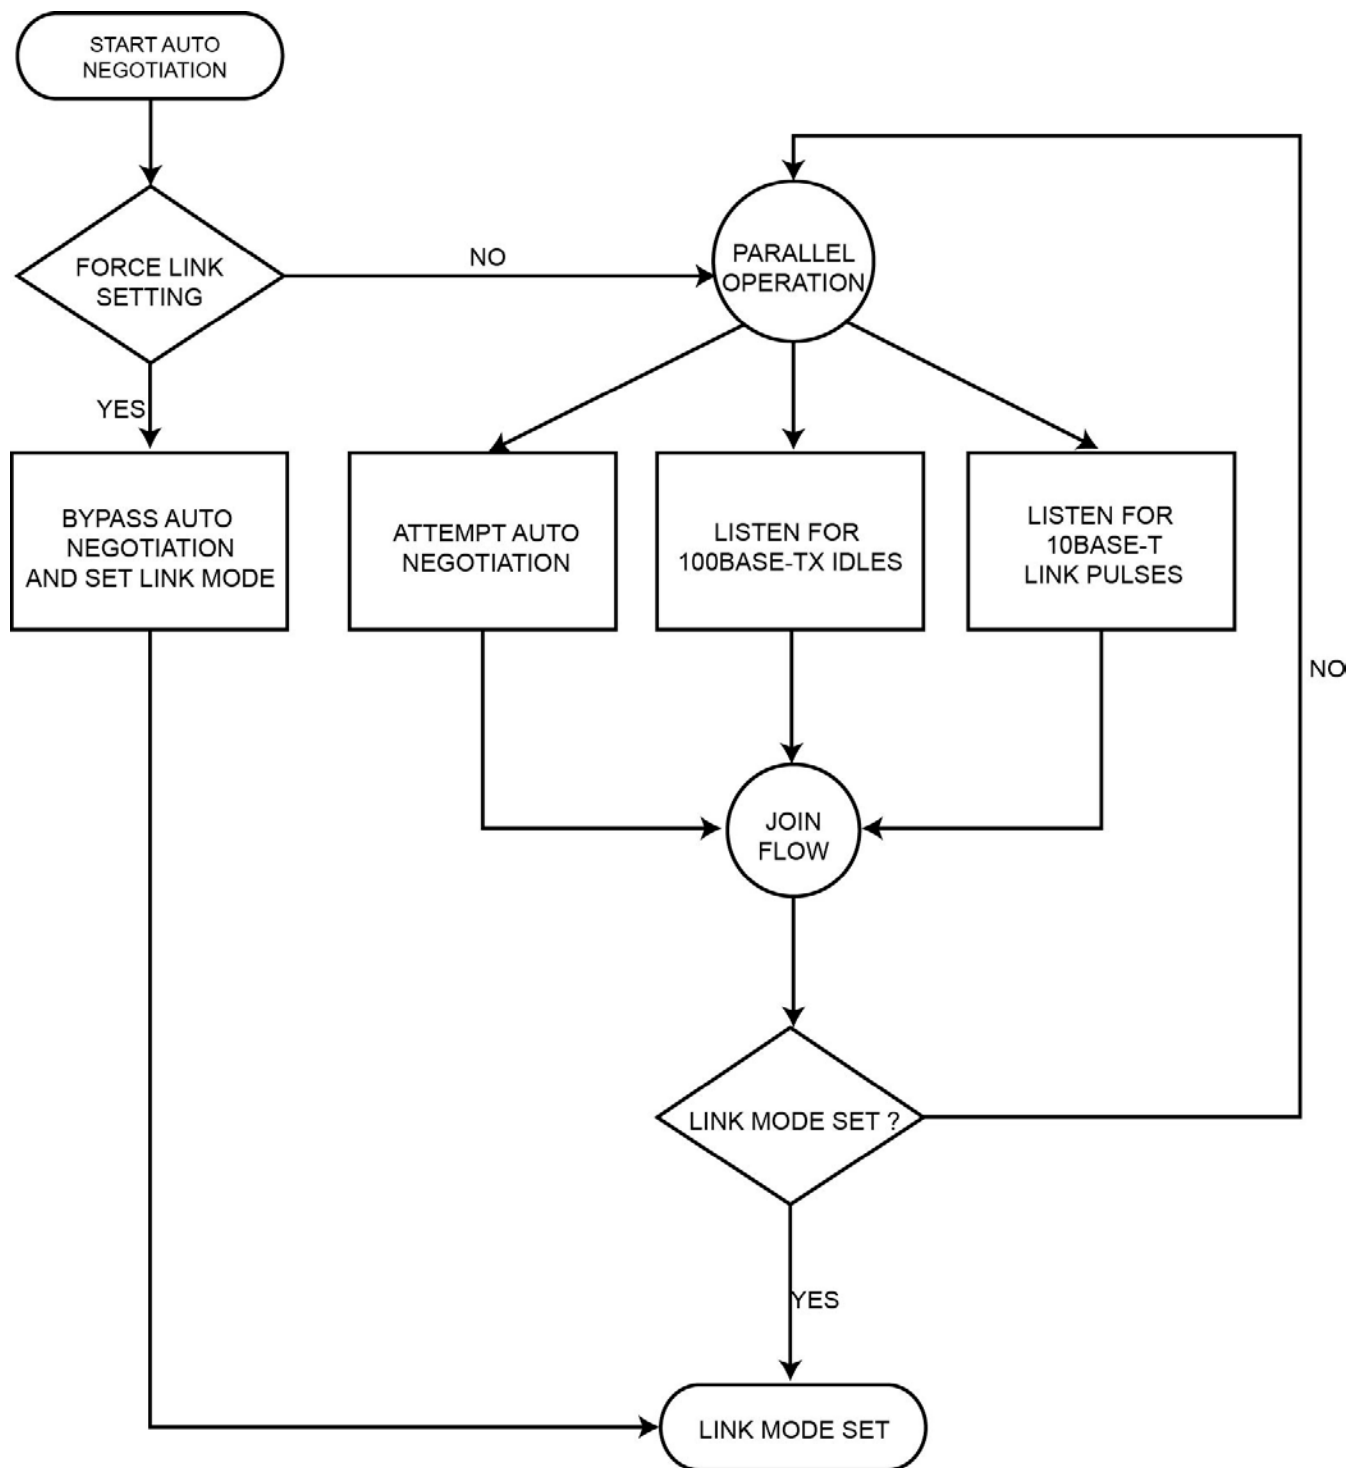 START AUTO
NEGOTIATION
FORCE LINK
SETTING
NO
PARALLEL
OPERATION
YES
BYPASS AUTO
NEGOTIATION
AND SET LINK MODE
ATTEMPT AUTO
NEGOTIATION
LISTEN FOR
100BASE-TX IDLES
LISTEN FOR
10BASE-T
LINK PULSES
NO
JOIN
FLOW
LINK MODE SET ?
YES
LINK MODE SET